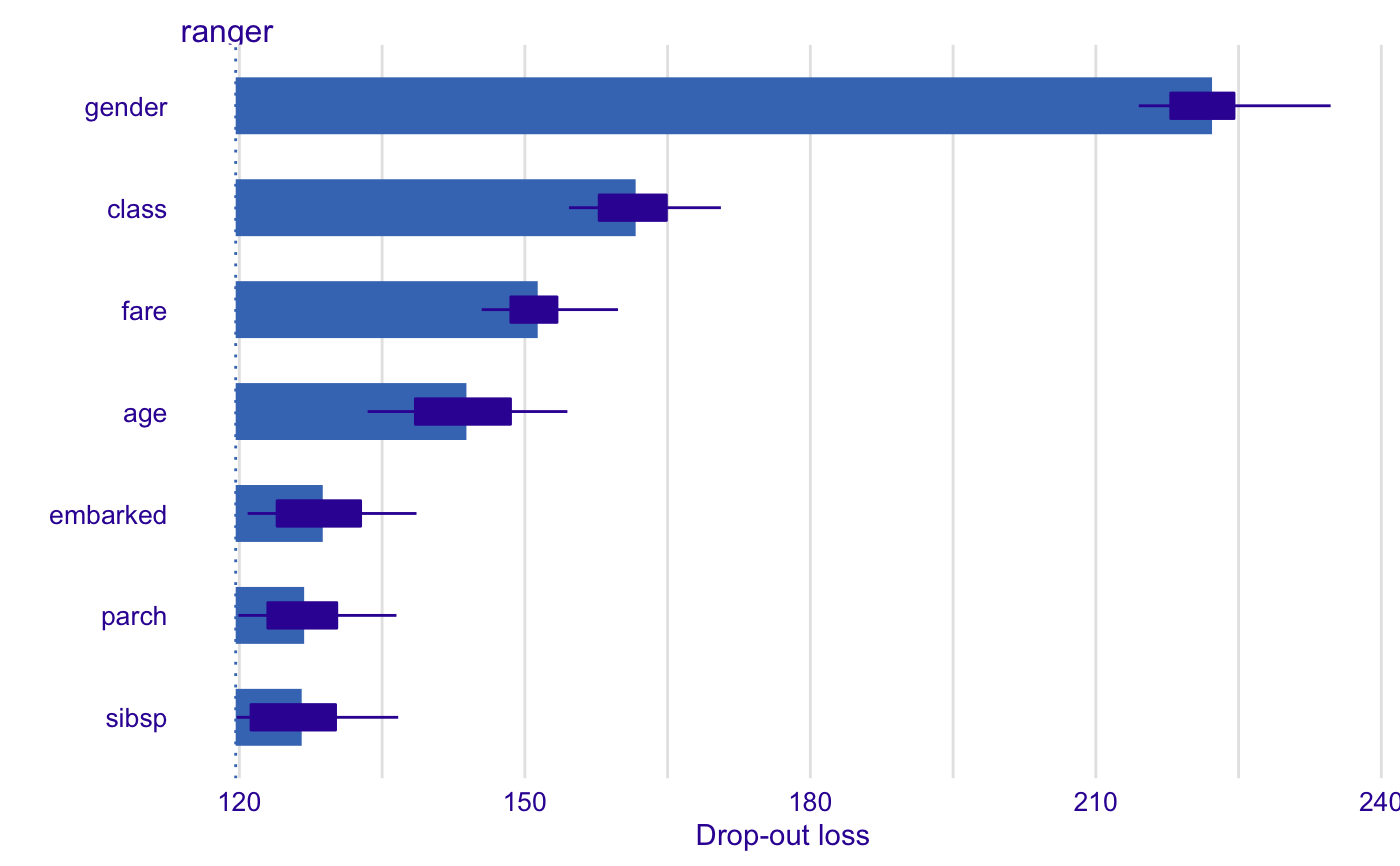 ranger
gender
class
fare
age
embarked
parch
sibsp
120 150 180 210 240
Drop-out loss